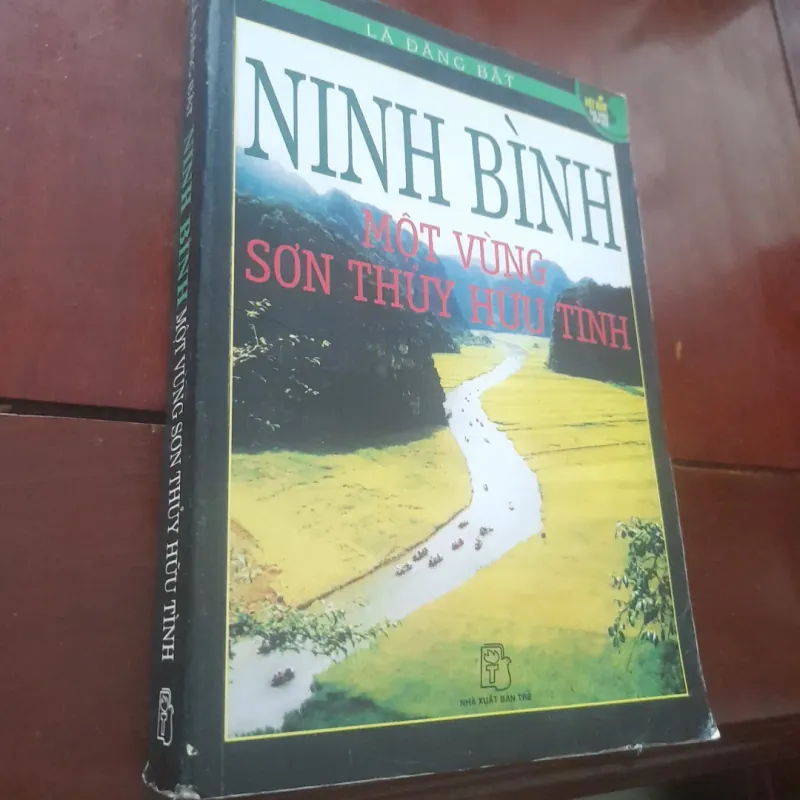 LÃ ĐĂNG BẬT
NINH BÌNH
MỘT VÙNG
SƠN THỦY HỮU TÌNH
NHÀ XUẤT BẢN TRẺ
NINH BÌNH MỘT VÙNG SƠN THỦY HỮU TÌNH